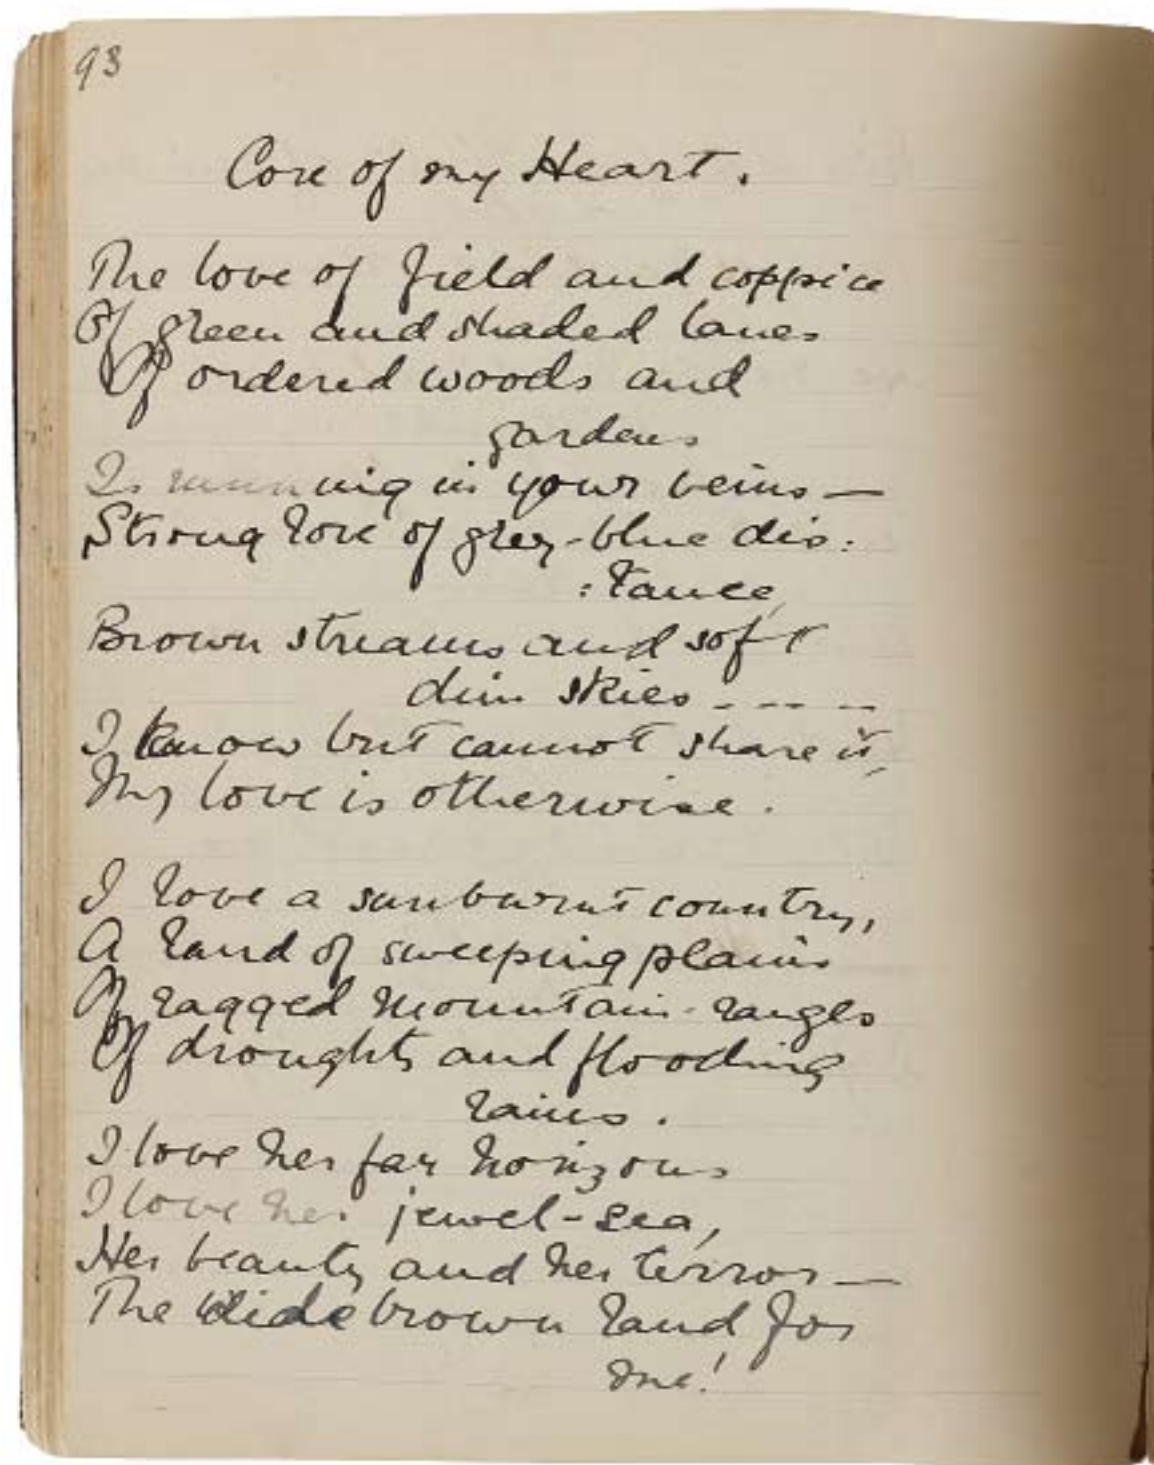 93
Core of my Heart.
The love of field and coppice
Of green and shaded lanes
Of ordered woods and
gardens
Is running in your veins —
Strong love of grey-blue dis:
:tance,
Brown streams and soft
dim skies - - - -
I know but cannot share it,
My love is otherwise.
I love a sunburnt country,
A land of sweeping plains
Of ragged mountain-ranges
Of droughts and flooding
rains.
I love her far horizons
I love her jewel-sea,
Her beauty and her terror —
The wide brown land for
me!